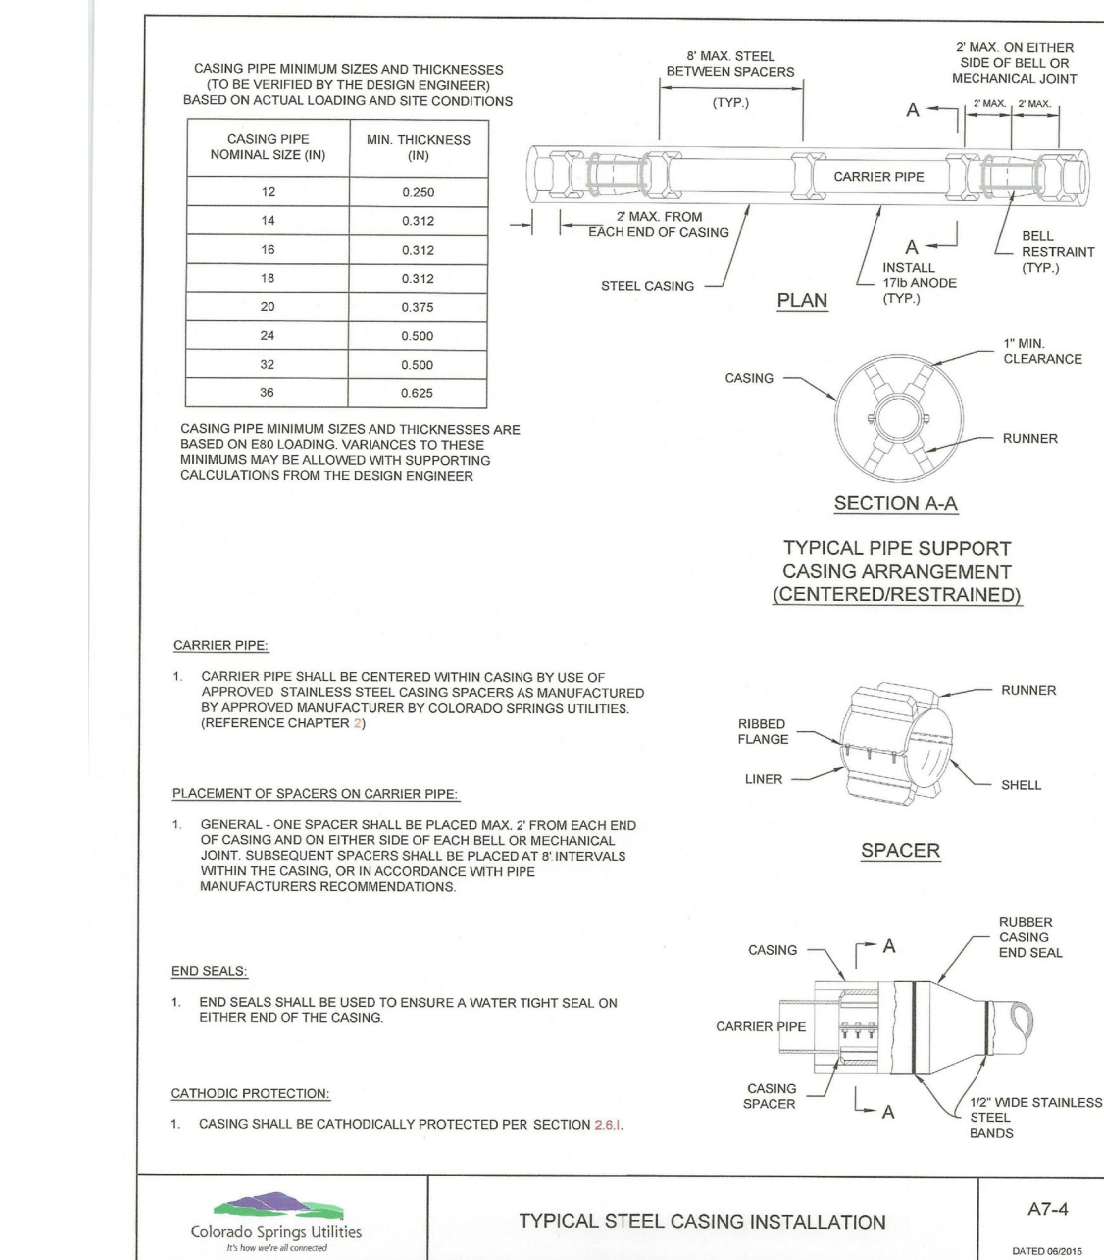 CASING PIPE MINIMUM SIZES AND THICKNESSES
(TO BE VERIFIED BY THE DESIGN ENGINEER)
BASED ON ACTUAL LOADING AND SITE CONDITIONS
CASING PIPE
NOMINAL SIZE (IN)
MIN. THICKNESS
(IN)
12 0.250
14 0.312
16 0.312
18 0.312
20 0.375
24 0.500
32 0.500
36 0.625
CASING PIPE MINIMUM SIZES AND THICKNESSES ARE
BASED ON E80 LOADING. VARIANCES TO THESE
MINIMUMS MAY BE ALLOWED WITH SUPPORTING
CALCULATIONS FROM THE DESIGN ENGINEER
8' MAX. STEEL
BETWEEN SPACERS
(TYP.)
2' MAX. ON EITHER
SIDE OF BELL OR
MECHANICAL JOINT
A
2' MAX. 2' MAX.
CARRIER PIPE
2' MAX. FROM
EACH END OF CASING
A
BELL
RESTRAINT
(TYP.)
STEEL CASING
INSTALL
17lb ANODE
(TYP.)
PLAN
1" MIN.
CLEARANCE
CASING
RUNNER
SECTION A-A
TYPICAL PIPE SUPPORT
CASING ARRANGEMENT
(CENTERED/RESTRAINED)
CARRIER PIPE:
1. CARRIER PIPE SHALL BE CENTERED WITHIN CASING BY USE OF
APPROVED STAINLESS STEEL CASING SPACERS AS MANUFACTURED
BY APPROVED MANUFACTURER BY COLORADO SPRINGS UTILITIES.
(REFERENCE CHAPTER 2)
PLACEMENT OF SPACERS ON CARRIER PIPE:
1. GENERAL - ONE SPACER SHALL BE PLACED MAX. 2' FROM EACH END
OF CASING AND ON EITHER SIDE OF EACH BELL OR MECHANICAL
JOINT. SUBSEQUENT SPACERS SHALL BE PLACED AT 8' INTERVALS
WITHIN THE CASING, OR IN ACCORDANCE WITH PIPE
MANUFACTURERS RECOMMENDATIONS.
END SEALS:
1. END SEALS SHALL BE USED TO ENSURE A WATER TIGHT SEAL ON
EITHER END OF THE CASING.
CATHODIC PROTECTION:
1. CASING SHALL BE CATHODICALLY PROTECTED PER SECTION 2.6.I.
RUNNER
RIBBED
FLANGE
LINER
SHELL
SPACER
RUBBER
CASING
END SEAL
CASING
A
CARRIER PIPE
CASING
SPACER
A
1/2" WIDE STAINLESS
STEEL
BANDS
Colorado Springs Utilities
It's how we're all connected
TYPICAL STEEL CASING INSTALLATION
A7-4
DATED 06/2015